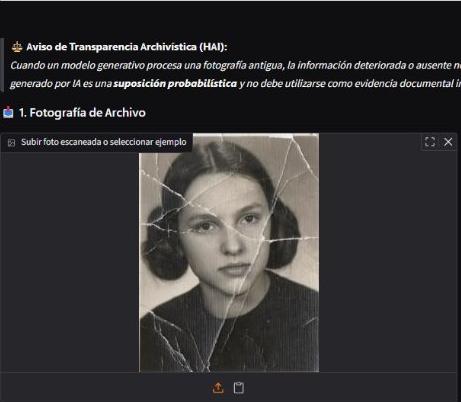 Aviso de Transparencia Archivística (HAI):
Cuando un modelo generativo procesa una fotografía antigua, la información deteriorada o ausente
generado por IA es una suposición probabilística y no debe utilizarse como evidencia documental
1. Fotografía de Archivo
Subir foto escaneada o seleccionar ejemplo